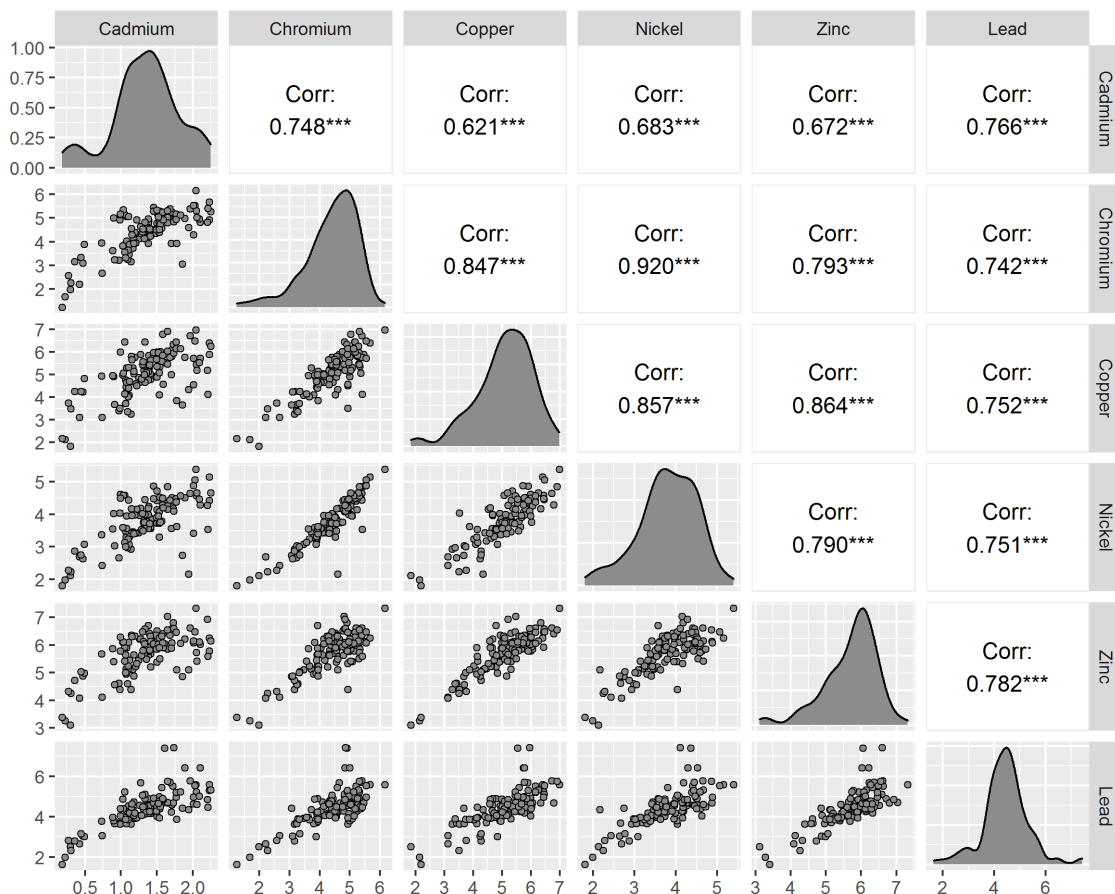 Cadmium Chromium Copper Nickel Zinc Lead
1.00
0.75
0.50
0.25
0.00
Corr: Corr: Corr: Corr: Corr:
0.748*** 0.621*** 0.683*** 0.672*** 0.766***
Cadmium
6
5
4
3
2
Corr: Corr: Corr: Corr:
0.847*** 0.920*** 0.793*** 0.742***
Chromium
7
6
5
4
3
2
Corr: Corr: Corr:
0.857*** 0.864*** 0.752***
Copper
5
4
3
2
Corr: Corr:
0.790*** 0.751***
Nickel
7
6
5
4
3
Corr:
0.782***
Zinc
6
4
2
Lead
0.5 1.0 1.5 2.0 2 3 4 5 6 2 3 4 5 6 7 2 3 4 5 3 4 5 6 7 2 4 6